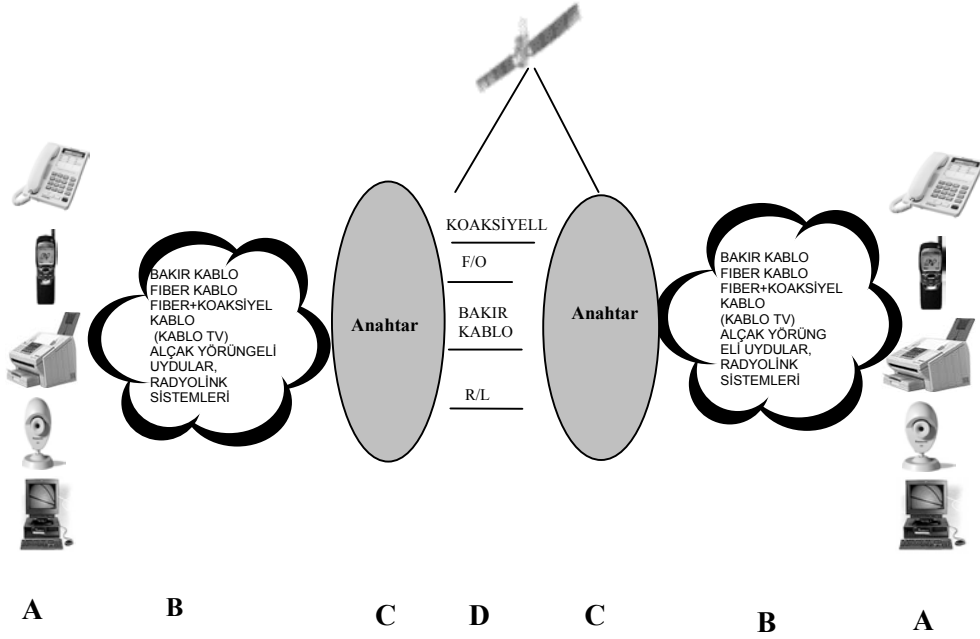 KOAKSİYELL
F/O
BAKIR
KABLO
R/L
Anahtar
Anahtar
BAKIR KABLO
FIBER KABLO
FIBER+KOAKSİYEL
KABLO
(KABLO TV)
ALÇAK YÖRÜNGELİ
UYDULAR,
RADYOLİNK
SİSTEMLERİ
BAKIR KABLO
FIBER KABLO
FIBER+KOAKSİYEL
KABLO
(KABLO TV)
ALÇAK YÖRÜNG
ELİ UYDULAR,
RADYOLİNK
SİSTEMLERİ
A
B
C
D
C
B
A